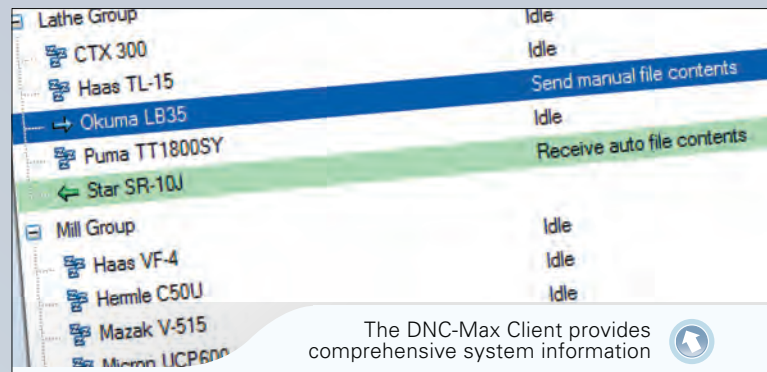 Lathe Group Idle
CTX 300 Idle
Haas TL-15 Idle
Okuma LB35 Send manual file contents
Puma TT1800SY Idle
Star SR-10J Receive auto file contents
Mill Group
Haas VF-4 Idle
Hermle C50U Idle
Mazak V-515 Idle
Micron UCP600
The DNC-Max Client provides
comprehensive system information